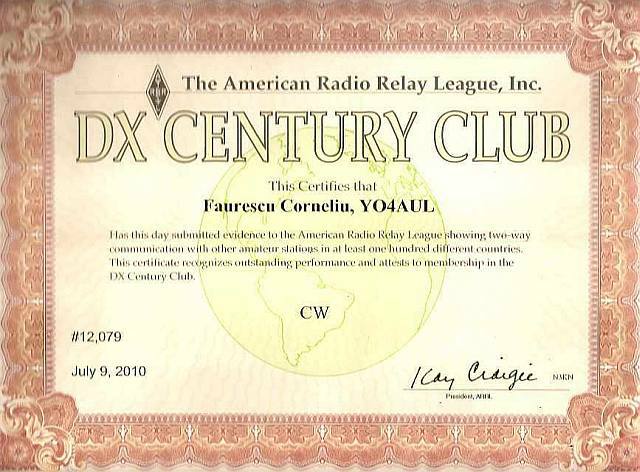 The American Radio Relay League, Inc.
DX CENTURY CLUB
This Certifies that
Faurescu Corneliu, YO4AUL
Has this day submitted evidence to the American Radio Relay League showing two-way
communication with other amateur stations in at least one hundred different countries.
This certificate recognizes outstanding performance and attests to membership in the
DX Century Club.
CW
#12,079
July 9, 2010
Kay Craigie N3KN
President, ARRL